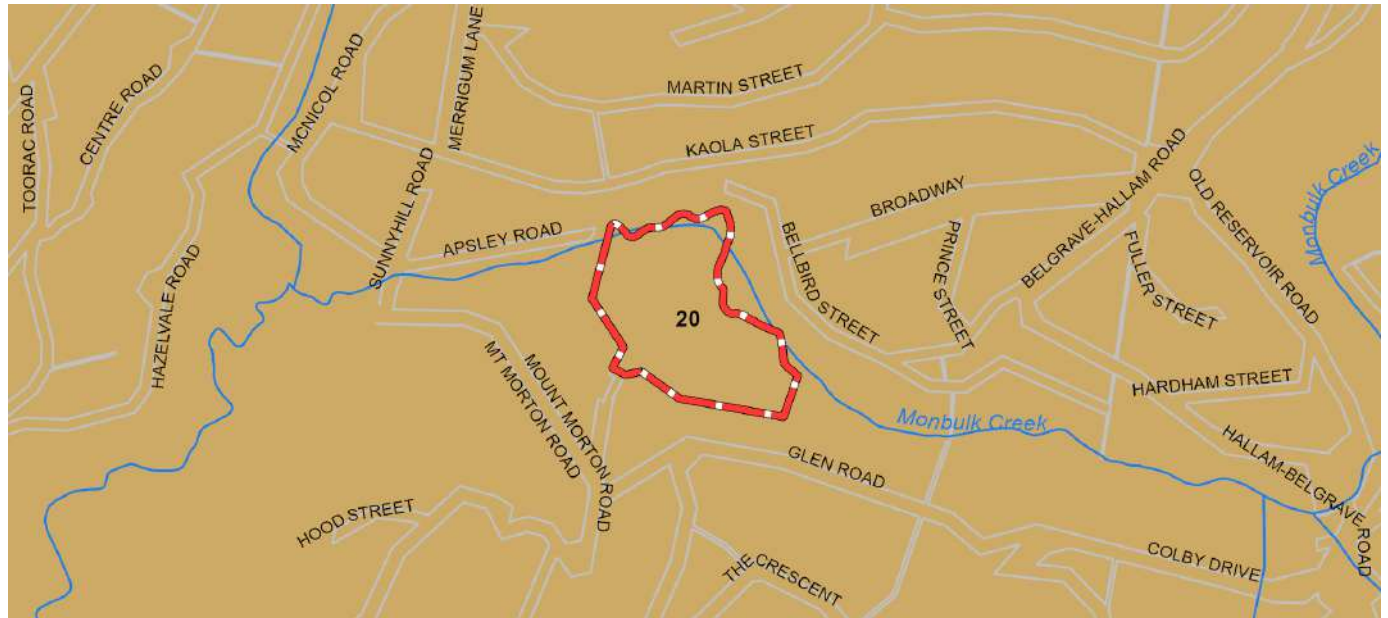 TOORAC ROAD
CENTRE ROAD
MCNICOL ROAD
MERRIGUM LANE
MARTIN STREET
KAOLA STREET
SUNNYHILL ROAD
HAZELVALE ROAD
APSLEY ROAD
BROADWAY
BELLBIRD STREET
PRINCE STREET
BELGRAVE-HALLAM ROAD
FULLER STREET
OLD RESERVOIR ROAD
Monbulk Creek
20
MT MORTON ROAD
MOUNT MORTON ROAD
HARDHAM STREET
Monbulk Creek
GLEN ROAD
HALLAM-BELGRAVE ROAD
HOOD STREET
THE CRESCENT
COLBY DRIVE